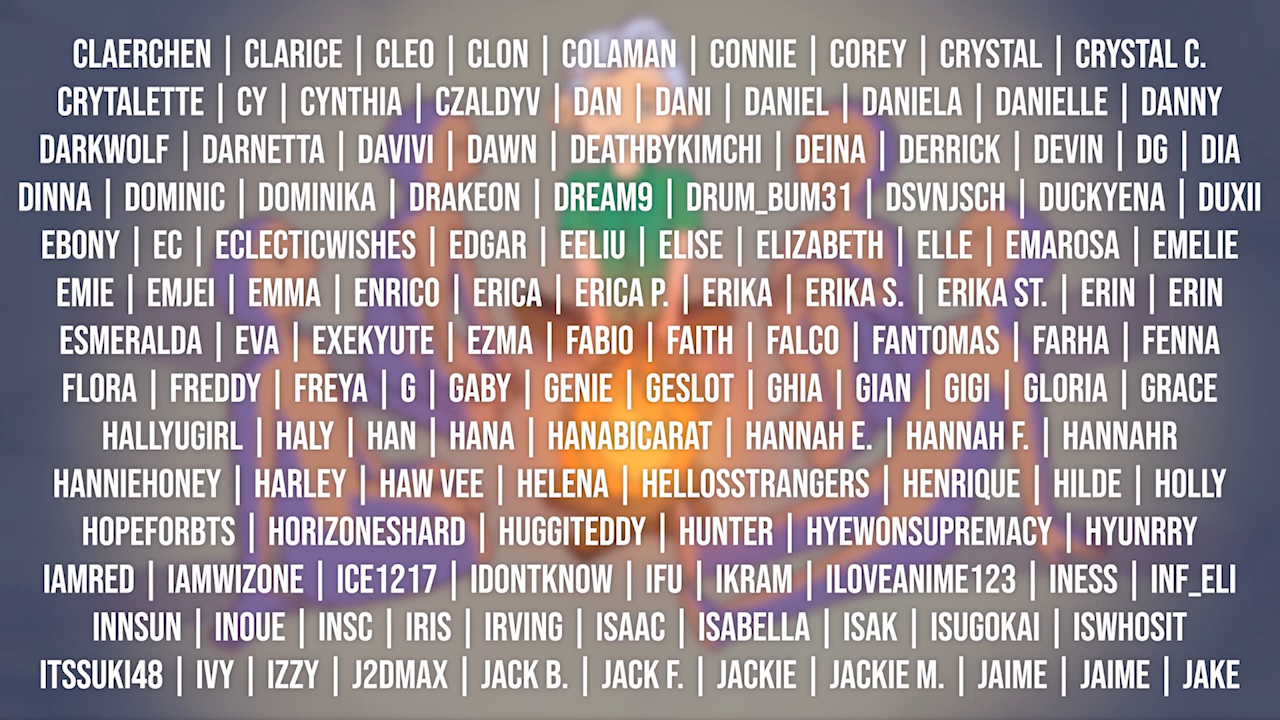 CLAERCHEN | CLARICE | CLEO | CLON | COLAMAN | CONNIE | COREY | CRYSTAL | CRYSTAL C.
CRYTALETTE | CY | CYNTHIA | CZALDYV | DAN | DANI | DANIEL | DANIELA | DANIELLE | DANNY
DARKWOLF | DARNETTA | DAVIVI | DAWN | DEATHBYKIMCHI | DEINA | DERRICK | DEVIN | DG | DIA
DINNA | DOMINIC | DOMINIKA | DRAKEON | DREAM9 | DRUM_BUM31 | DSVNJSCH | DUCKYENA | DUXII
EBONY | EC | ECLECTICWISHES | EDGAR | EELIU | ELISE | ELIZABETH | ELLE | EMAROSA | EMELIE
EMIE | EMJEI | EMMA | ENRICO | ERICA | ERICA P. | ERIKA | ERIKA S. | ERIKA ST. | ERIN | ERIN
ESMERALDA | EVA | EXEKYUTE | EZMA | FABIO | FAITH | FALCO | FANTOMAS | FARHA | FENNA
FLORA | FREDDY | FREYA | G | GABY | GENIE | GESLOT | GHIA | GIAN | GIGI | GLORIA | GRACE
HALLYUGIRL | HALY | HAN | HANA | HANABICARAT | HANNAH E. | HANNAH F. | HANNAHR
HANNIEHONEY | HARLEY | HAW VEE | HELENA | HELLOSSTRANGERS | HENRIQUE | HILDE | HOLLY
HOPEFORBTS | HORIZONESHARD | HUGGITEDDY | HUNTER | HYEWONSUPREMACY | HYUNRRY
IAMRED | IAMWIZONE | ICE1217 | IDONTKNOW | IFU | IKRAM | ILOVEANIME123 | INESS | INF_ELI
INNSUN | INOUE | INSC | IRIS | IRVING | ISAAC | ISABELLA | ISAK | ISUGOKAI | ISWHOSIT
ITSSUKI48 | IVY | IZZY | J2DMAX | JACK B. | JACK F. | JACKIE | JACKIE M. | JAIME | JAIME | JAKE